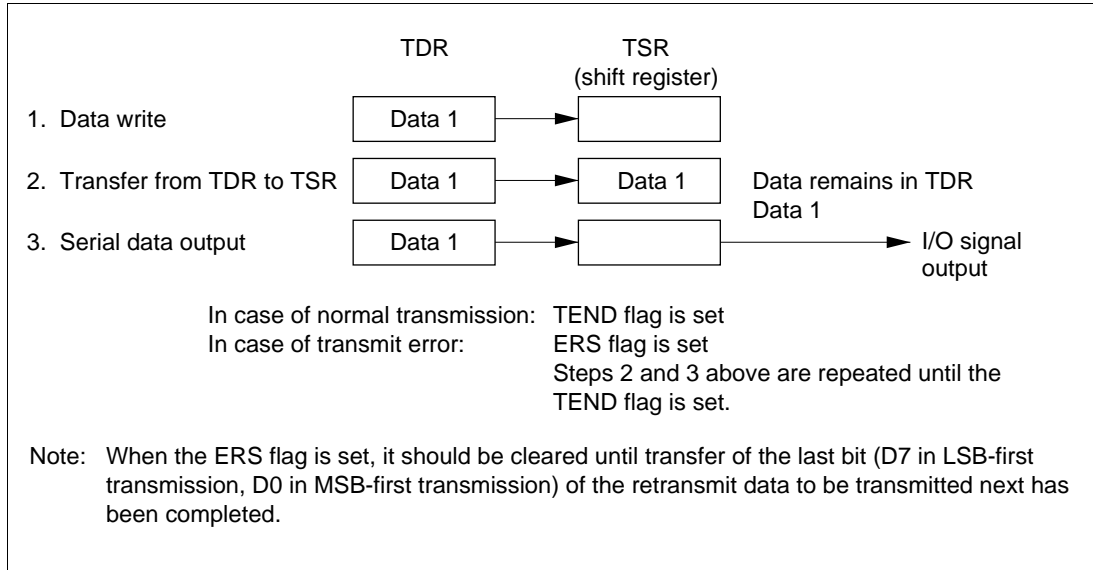 TDR TSR
(shift register)
1. Data write Data 1
2. Transfer from TDR to TSR Data 1 Data 1 Data remains in TDR
Data 1
3. Serial data output Data 1 I/O signal
output
In case of normal transmission: TEND flag is set
In case of transmit error: ERS flag is set
Steps 2 and 3 above are repeated until the
TEND flag is set.
Note: When the ERS flag is set, it should be cleared until transfer of the last bit (D7 in LSB-first
transmission, D0 in MSB-first transmission) of the retransmit data to be transmitted next has
been completed.